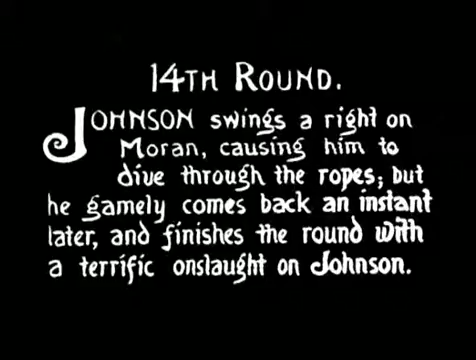 14TH ROUND.
JOHNSON swings a right on
Moran, causing him to
dive through the ropes; but
he gamely comes back an instant
later, and finishes the round with
a terrific onslaught on Johnson.